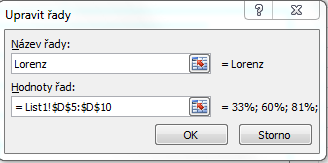 Upravit řady
Název řady:
Lorenz = Lorenz
Hodnoty řad:
= List1!$D$5:$D$10 = 33%; 60%; 81%;
OK Storno